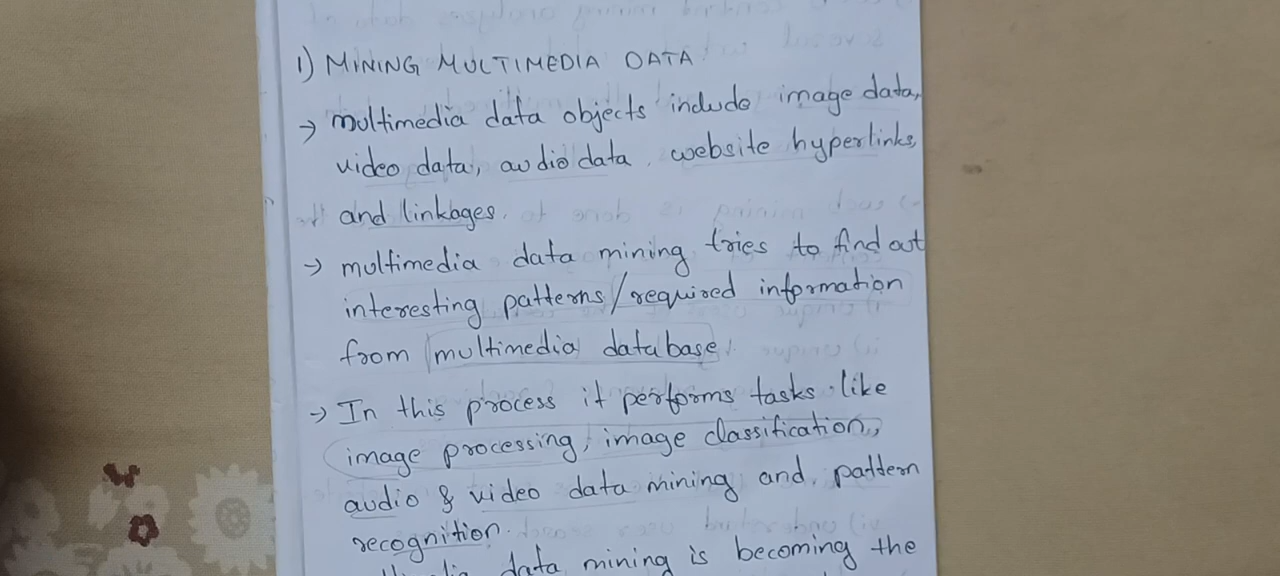 1) MINING MULTIMEDIA DATA
→ multimedia data objects include image data,
video data, audio data, website hyperlinks,
and linkages.
→ multimedia data mining tries to find out
interesting patterns/required information
from multimedia database.
→ In this process it performs tasks like
image processing, image classification,
audio & video data mining and pattern
recognition.
data mining is becoming the